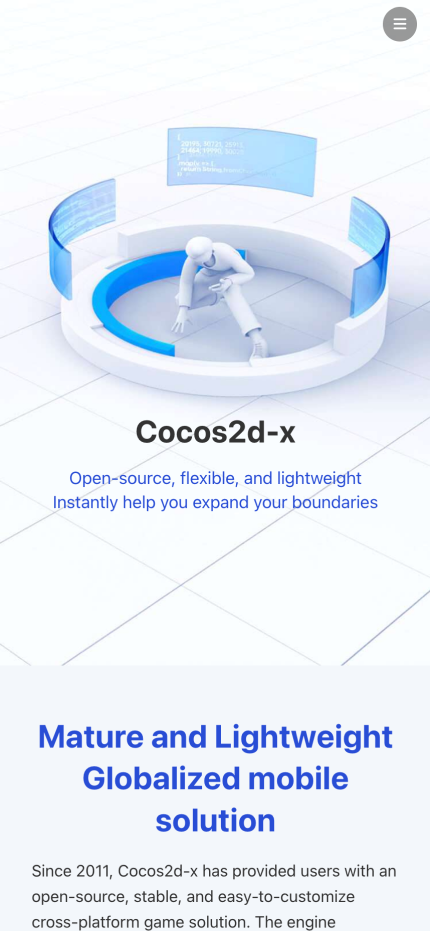 Cocos2d-x
Open-source, flexible, and lightweight
Instantly help you expand your boundaries
Mature and Lightweight
Globalized mobile
solution
Since 2011, Cocos2d-x has provided users with an
open-source, stable, and easy-to-customize
cross-platform game solution. The engine